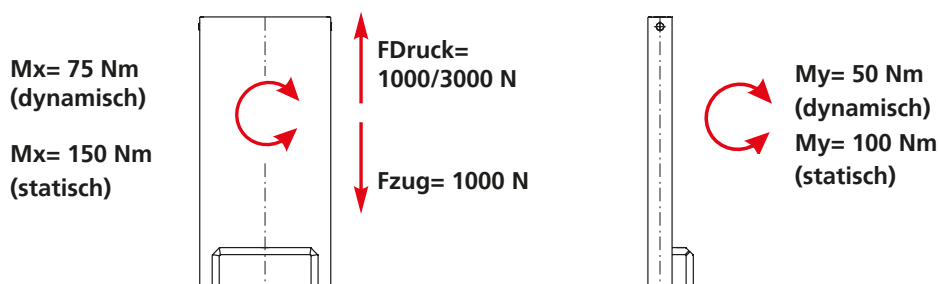 Mx= 75 Nm
(dynamisch)
Mx= 150 Nm
(statisch)
FDruck=
1000/3000 N
Fzug= 1000 N
My= 50 Nm
(dynamisch)
My= 100 Nm
(statisch)